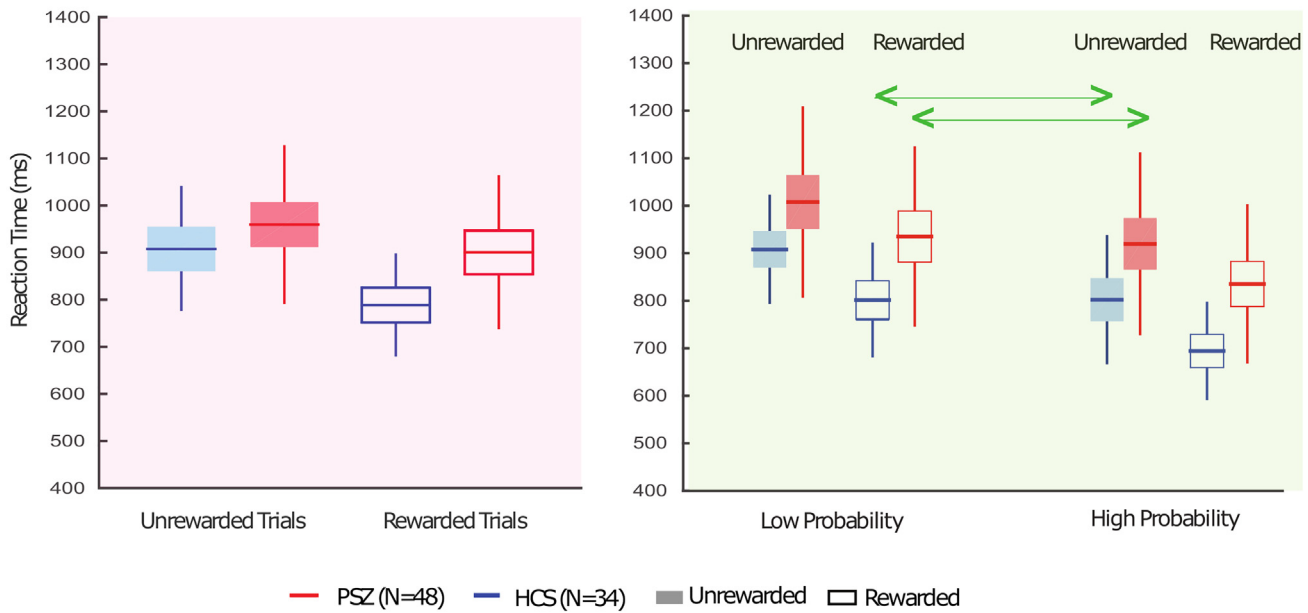 Reaction Time (ms)
1400
1300
1200
1100
1000
900
800
700
600
500
400
Unrewarded Trials
Rewarded Trials
1400
1300
1200
1100
1000
900
800
700
600
500
400
Unrewarded
Rewarded
Unrewarded
Rewarded
Low Probability
High Probability
PSZ (N=48)
HCS (N=34)
Unrewarded
Rewarded